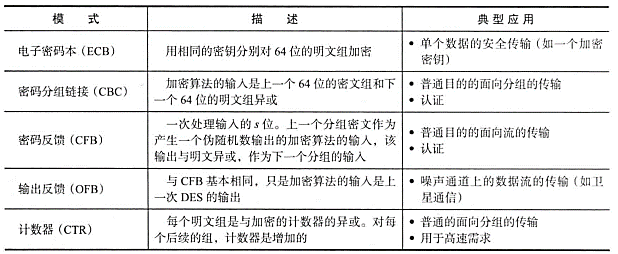 模 式
描 述
典型应用
电子密码本(ECB)
用相同的密钥分别对 64 位的明文组加密
• 单个数据的安全传输(如一个加密
密钥)
密码分组链接(CBC)
加密算法的输入是上一个 64 位的密文组和下
一个 64 位的明文组异或
• 普通目的的面向分组的传输
• 认证
密码反馈(CFB)
一次处理输入的 s 位。上一个分组密文作为
产生一个伪随机数输出的加密算法的输入,该
输出与明文异或,作为下一个分组的输入
• 普通目的的面向流的传输
• 认证
输出反馈(OFB)
与 CFB 基本相同,只是加密算法的输入是上
一次 DES 的输出
• 噪声通道上的数据流的传输(如卫
星通信)
计数器(CTR)
每个明文组是与加密的计数器的异或。对每
个后续的组,计数器是增加的
• 普通的面向分组的传输
• 用于高速需求